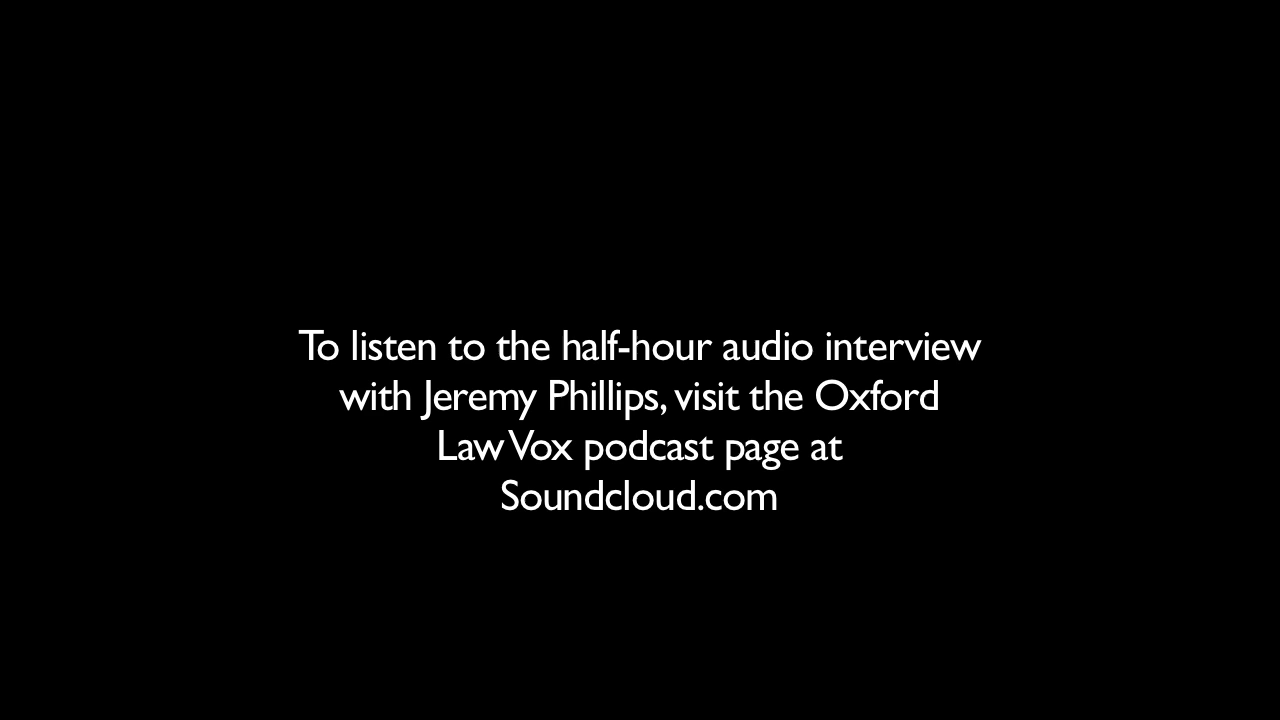 To listen to the half-hour audio interview
with Jeremy Phillips, visit the Oxford
Law Vox podcast page at
Soundcloud.com